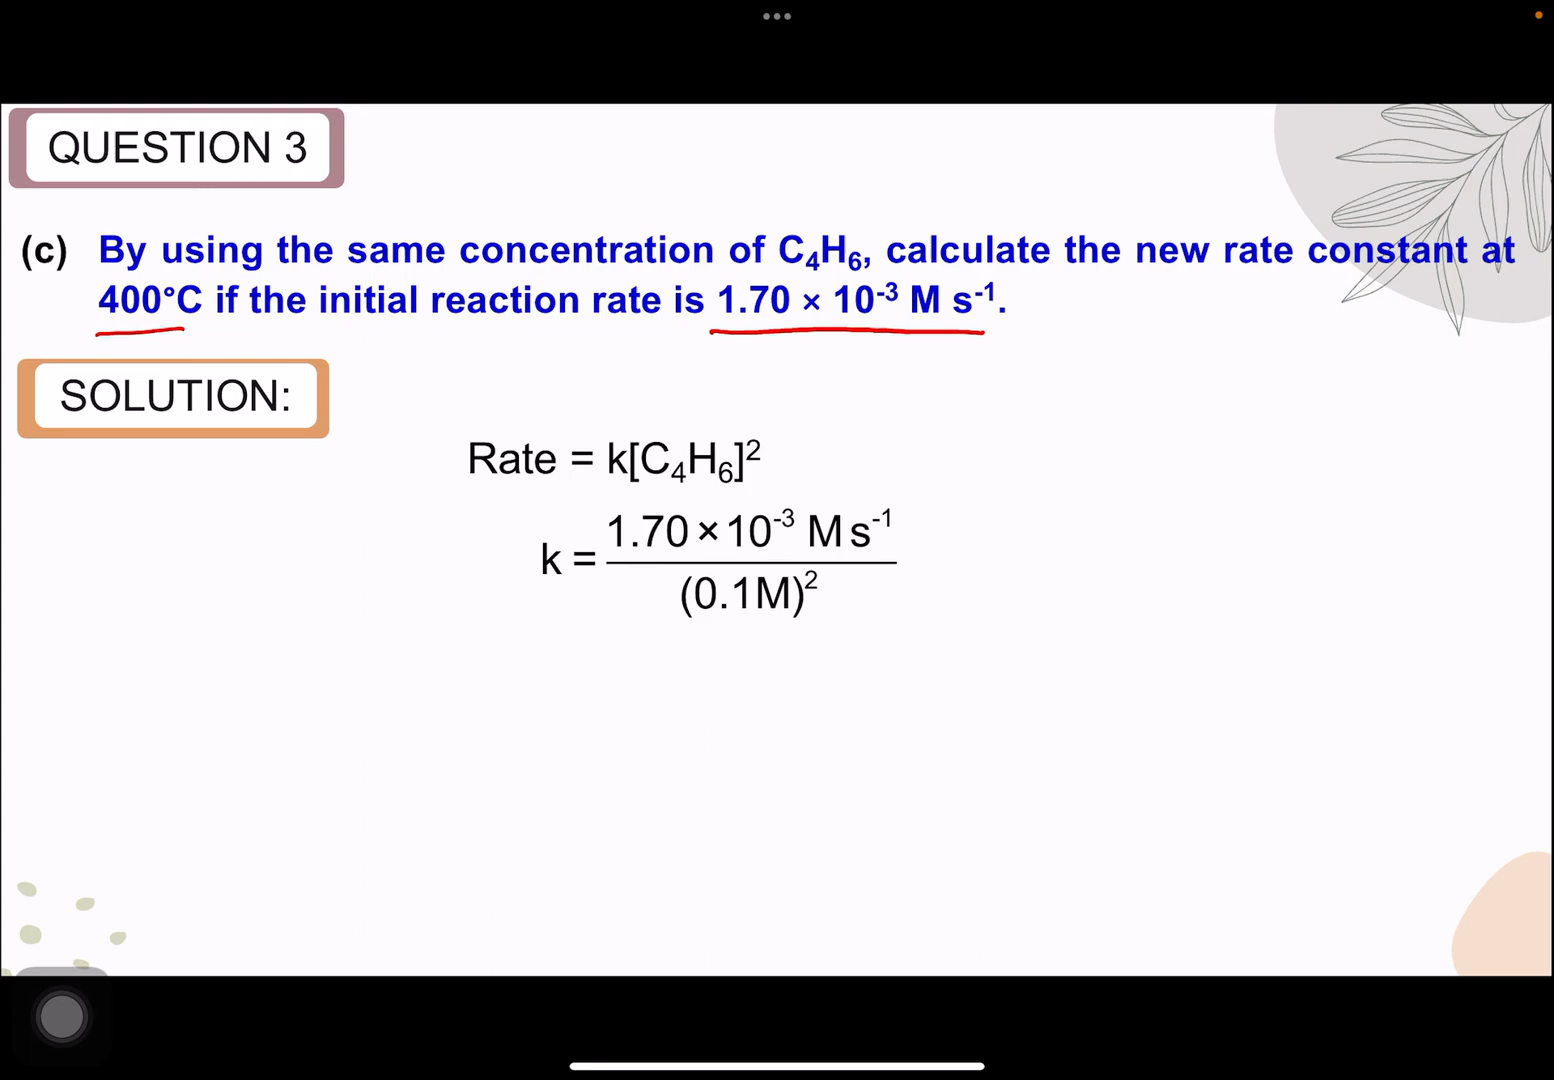 QUESTION 3
(c) By using the same concentration of C₄H₆, calculate the new rate constant at
400°C if the initial reaction rate is 1.70 × 10⁻³ M s⁻¹.
SOLUTION:
Rate = k[C₄H₆]²
k = 1.70 × 10⁻³ M s⁻¹
(0.1M)²